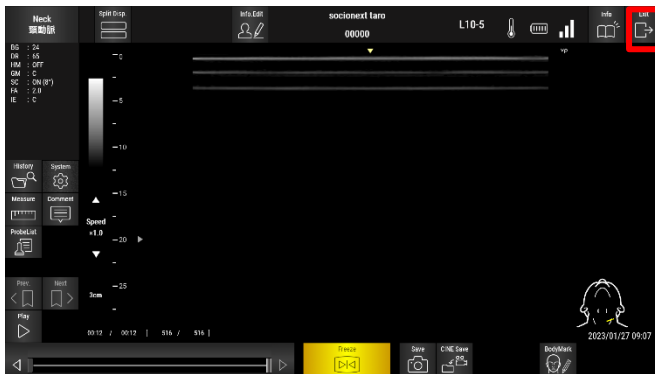 Neck
頸動脈
Split Disp
Info.Edit
socionext taro
00000
L10-5
Info
Exit
BG : 24
DR : 65
HM : OFF
GM : C
SC : ON (8°)
FA : 2.0
IE : C
0
5
10
15
20
25
History
System
Measure
Comment
ProbeList
Speed
×1.0
3cm
Prev.
Next
Play
00:12 / 00:12 | 516 / 516 |
2023/01/27 09:07
Freeze
Save
CINE Save
BodyMark